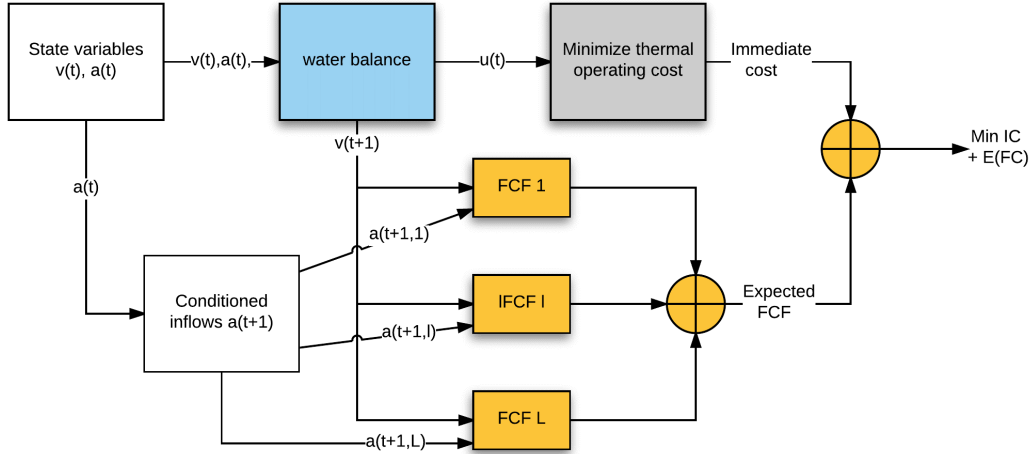 State variables
v(t), a(t)
v(t),a(t),
water balance
u(t)
Minimize thermal
operating cost
Immediate
cost
v(t+1)
Min IC
+ E(FC)
a(t)
FCF 1
a(t+1,1)
Conditioned
inflows a(t+1)
lFCF l
a(t+1,l)
Expected
FCF
FCF L
a(t+1,L)